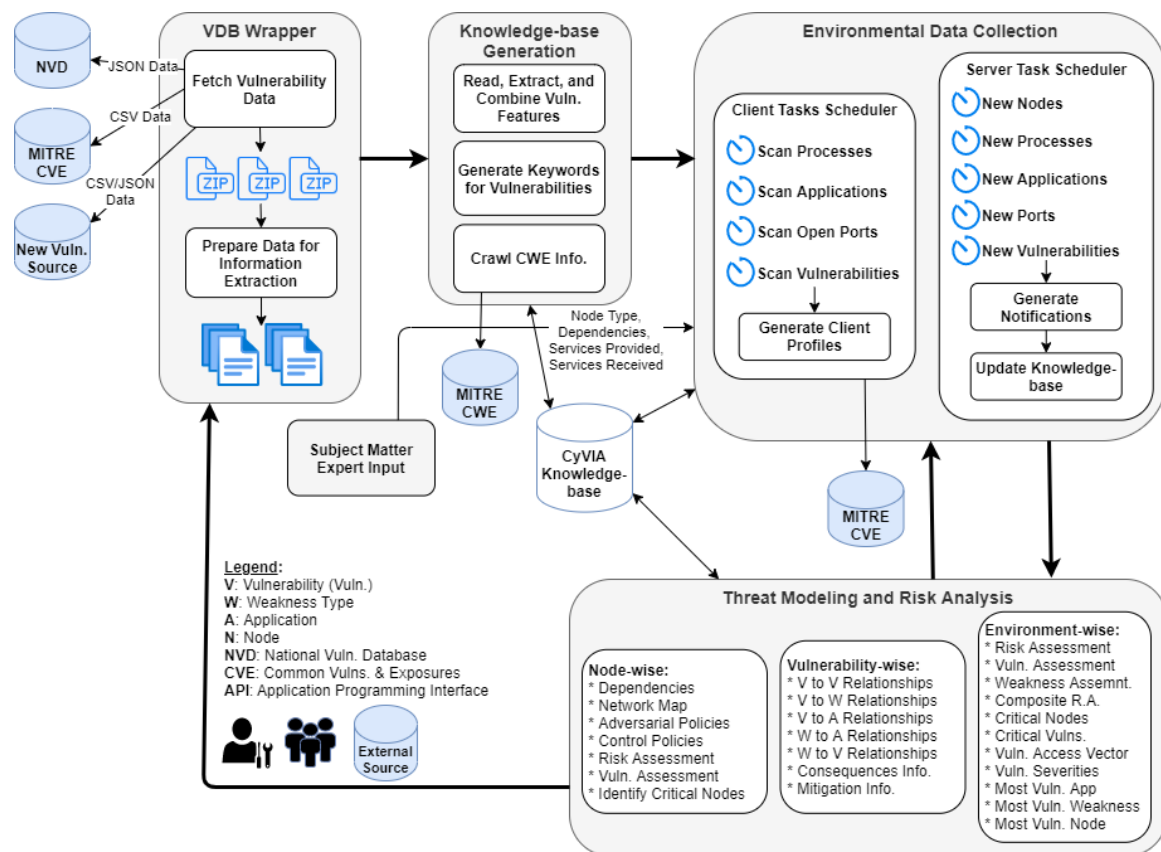 VDB Wrapper
NVD
JSON Data
Fetch Vulnerability
Data
CSV Data
MITRE
CVE
CSV/JSON
Data
New Vuln.
Source
ZIP
ZIP
ZIP
Prepare Data for
Information
Extraction
Knowledge-base
Generation
Read, Extract, and
Combine Vuln.
Features
Generate Keywords
for Vulnerabilities
Crawl CWE Info.
MITRE
CWE
Node Type,
Dependencies,
Services Provided,
Services Received
Subject Matter
Expert Input
CyVIA
Knowledge-
base
Environmental Data Collection
Client Tasks Scheduler
Scan Processes
Scan Applications
Scan Open Ports
Scan Vulnerabilities
Generate Client
Profiles
Server Task Scheduler
New Nodes
New Processes
New Applications
New Ports
New Vulnerabilities
Generate
Notifications
Update Knowledge-
base
MITRE
CVE
Legend:
V: Vulnerability (Vuln.)
W: Weakness Type
A: Application
N: Node
NVD: National Vuln. Database
CVE: Common Vulns. & Exposures
API: Application Programming Interface
External
Source
Threat Modeling and Risk Analysis
Node-wise:
* Dependencies
* Network Map
* Adversarial Policies
* Control Policies
* Risk Assessment
* Vuln. Assessment
* Identify Critical Nodes
Vulnerability-wise:
* V to V Relationships
* V to W Relationships
* V to A Relationships
* W to A Relationships
* W to V Relationships
* Consequences Info.
* Mitigation Info.
Environment-wise:
* Risk Assessment
* Vuln. Assessment
* Weakness Assemnt.
* Composite R.A.
* Critical Nodes
* Critical Vulns.
* Vuln. Access Vector
* Vuln. Severities
* Most Vuln. App
* Most Vuln. Weakness
* Most Vuln. Node